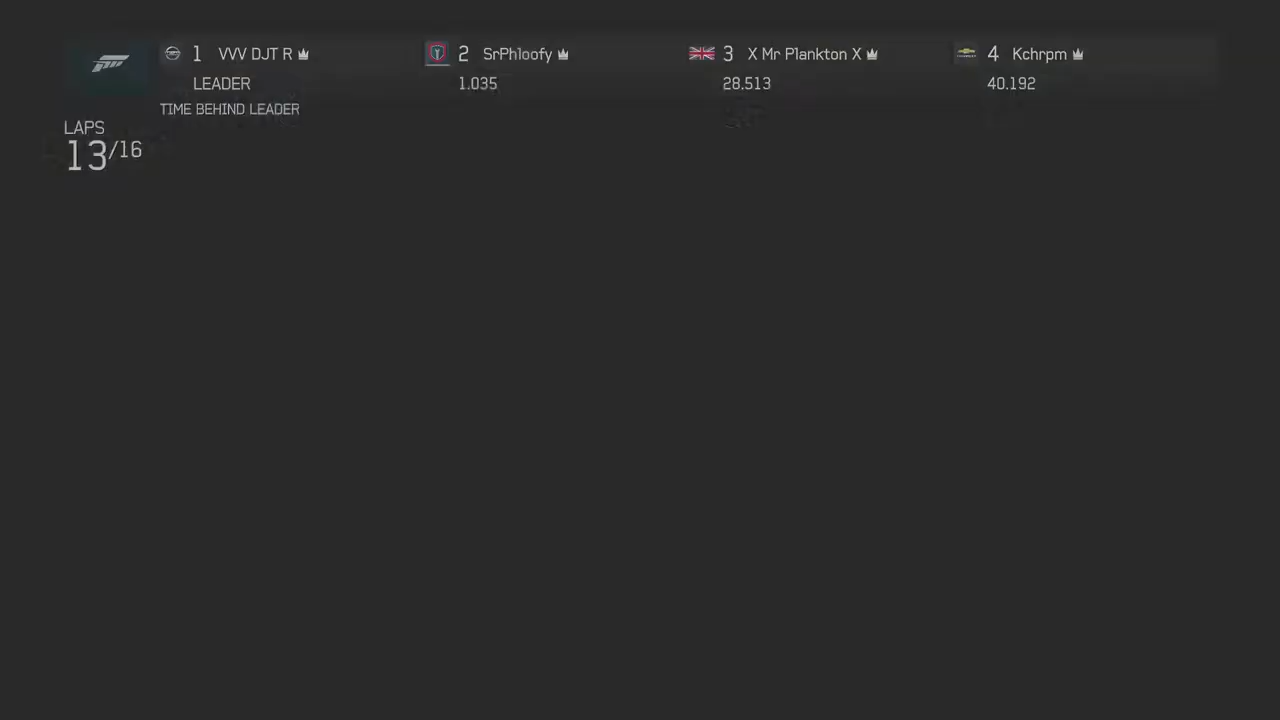 1 VVV DJT R
LEADER
2 SrPhloofy
1.035
3 X Mr Plankton X
28.513
4 Kchrpm
40.192
TIME BEHIND LEADER
LAPS
13/16